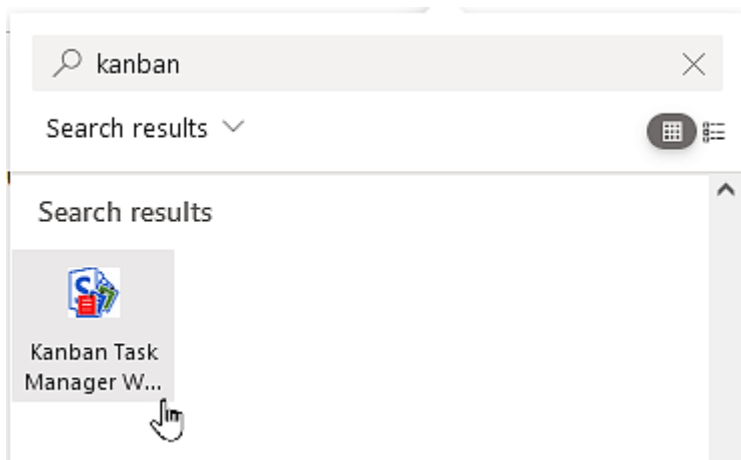 kanban
Search results
Search results
Kanban Task
Manager W...